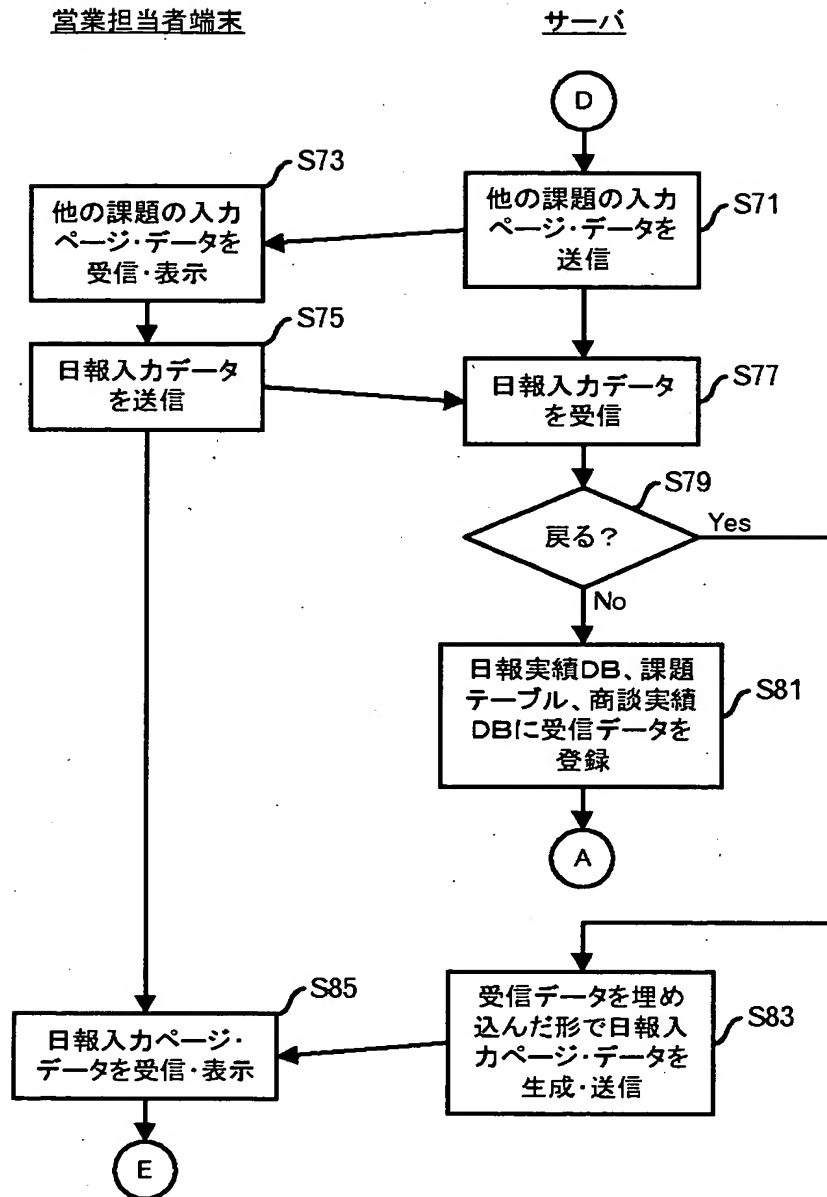 営業担当者端末
サーバ
D
S73
他の課題の入力
ページ・データを
受信・表示
S71
他の課題の入力
ページ・データを
送信
S75
日報入力データ
を送信
S77
日報入力データ
を受信
S79
戻る?
Yes
No
日報実績DB、課題
テーブル、商談実績
DBに受信データを
登録
S81
A
S85
日報入力ページ・
データを受信・表示
受信データを埋め
込んだ形で日報入
力ページ・データを
生成・送信
S83
E